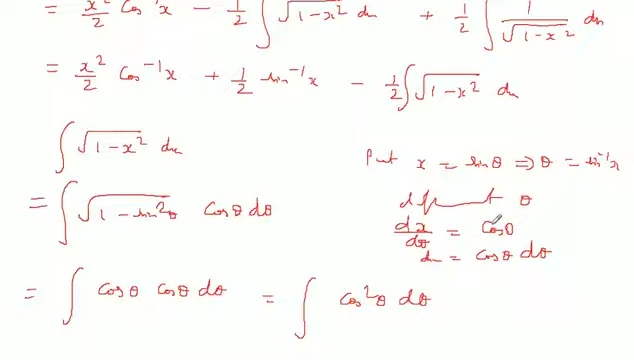 = x²/2 Cos⁻¹x − 1/2 ∫ √(1−x²) dx + 1/2 ∫ 1/√(1−x²) dx
= x²/2 Cos⁻¹x + 1/2 sin⁻¹x − 1/2 ∫ √(1−x²) dx
∫ √(1−x²) dx
Put x = sinθ ⇒ θ = sin⁻¹x
= ∫ √(1−sin²θ) Cosθ dθ
θ
dx/dθ = Cosθ
dx = Cosθ dθ
= ∫ Cosθ Cosθ dθ = ∫ Cos²θ dθ